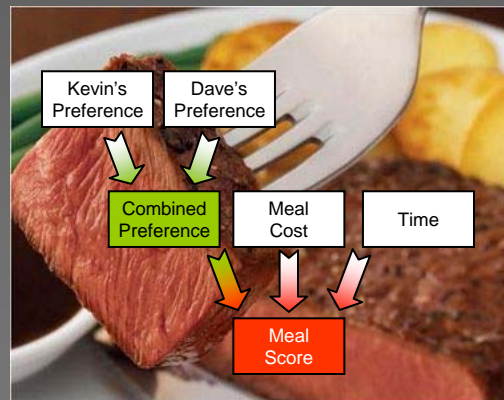 Kevin's
Preference
Dave's
Preference
Combined
Preference
Meal
Cost
Time
Meal
Score